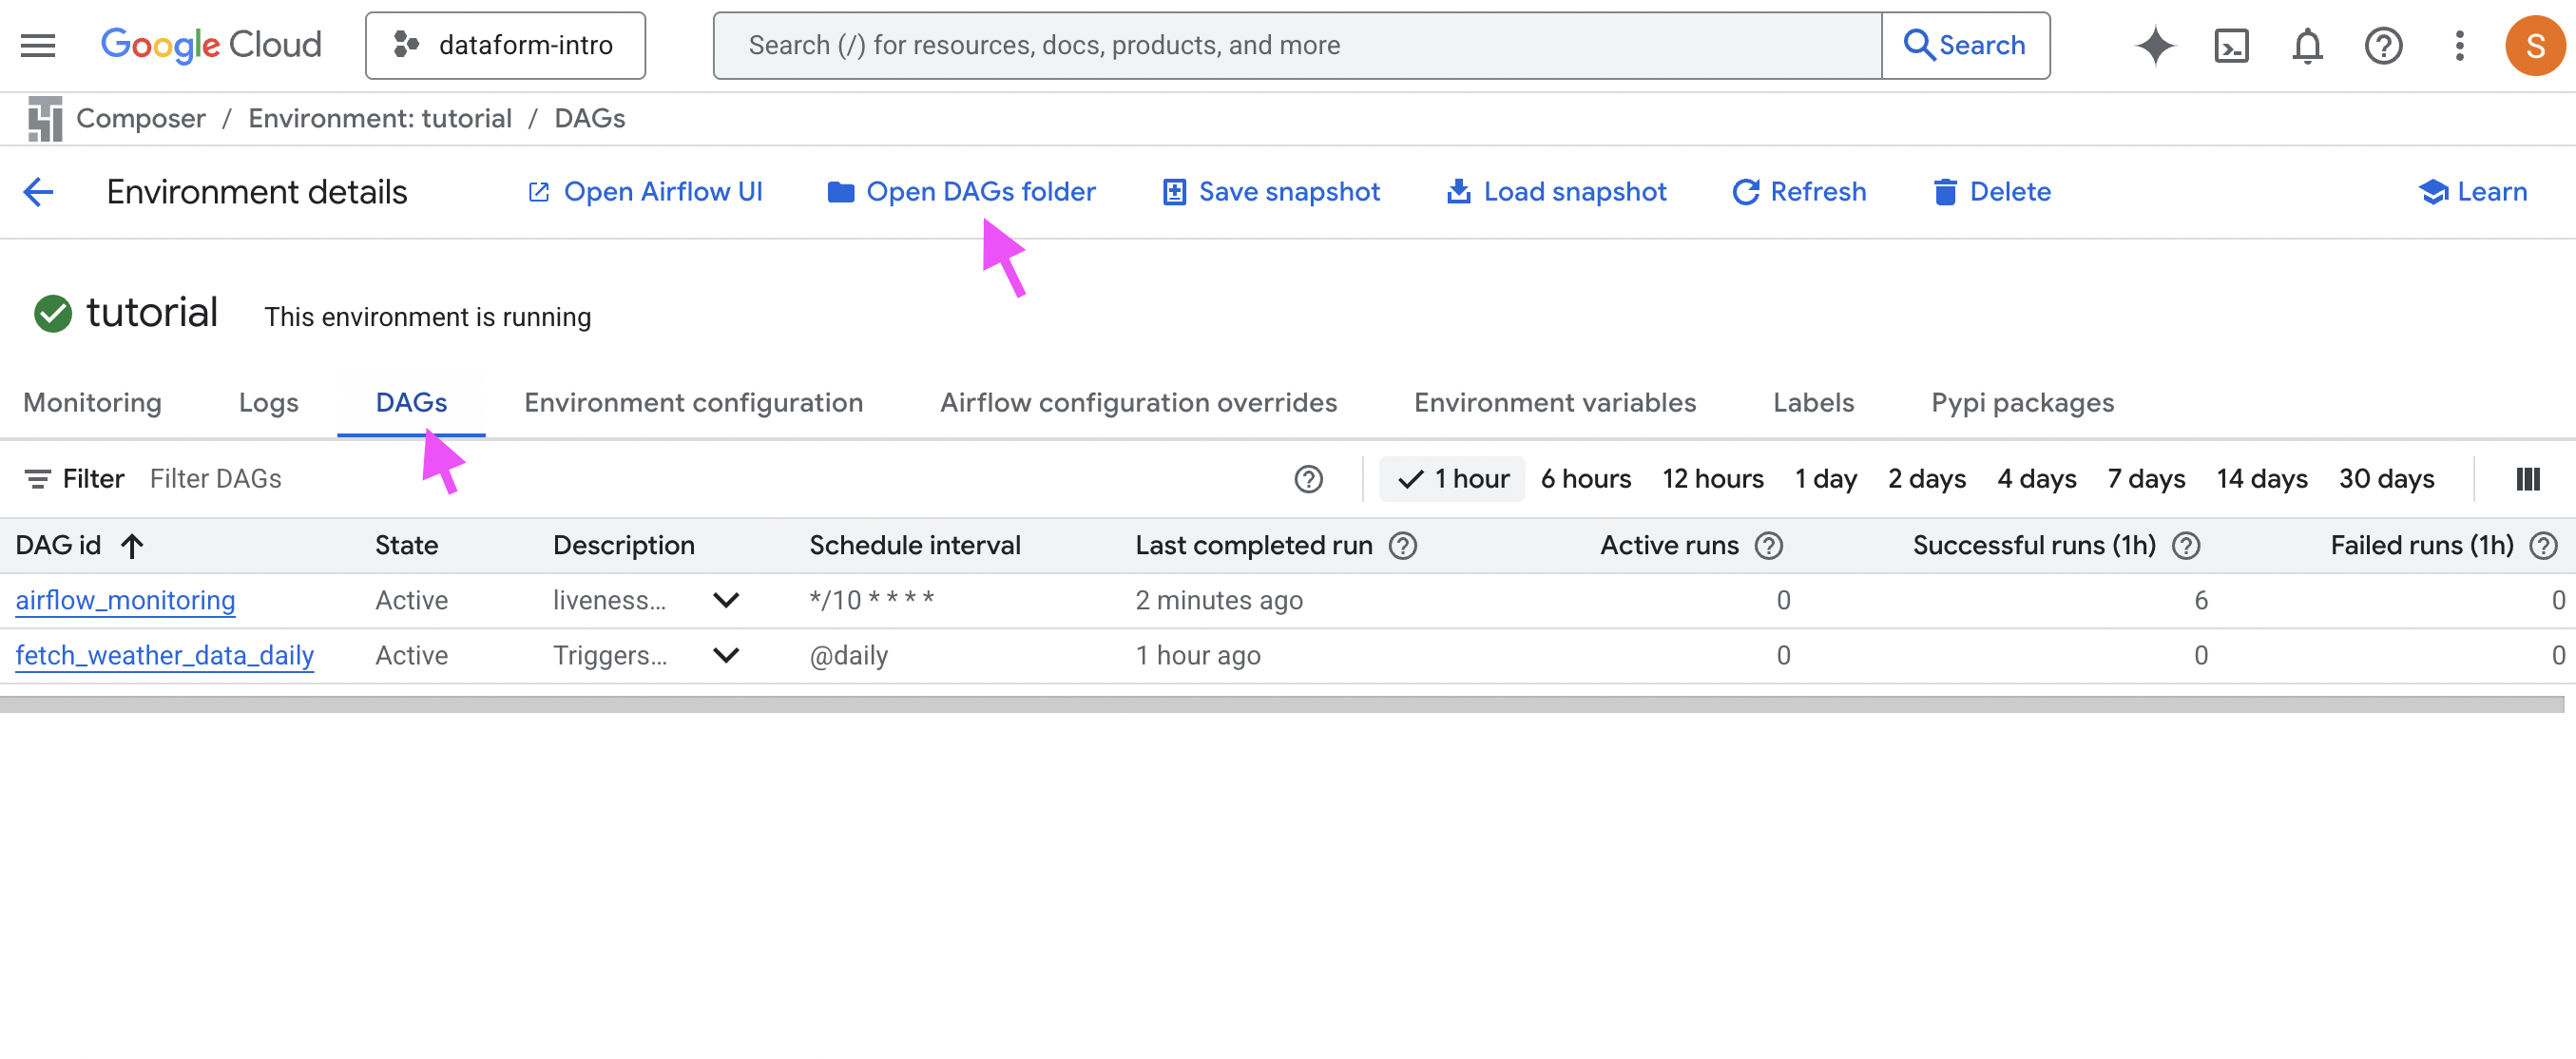 Google Cloud dataform-intro Search (/) for resources, docs, products, and more Search S
Composer / Environment: tutorial / DAGs
Environment details Open Airflow UI Open DAGs folder Save snapshot Load snapshot Refresh Delete Learn
tutorial This environment is running
Monitoring Logs DAGs Environment configuration Airflow configuration overrides Environment variables Labels Pypi packages
Filter Filter DAGs 1 hour 6 hours 12 hours 1 day 2 days 4 days 7 days 14 days 30 days
DAG id State Description Schedule interval Last completed run Active runs Successful runs (1h) Failed runs (1h)
airflow_monitoring Active liveness... */10 * * * * 2 minutes ago 0 6 0
fetch_weather_data_daily Active Triggers... @daily 1 hour ago 0 0 0